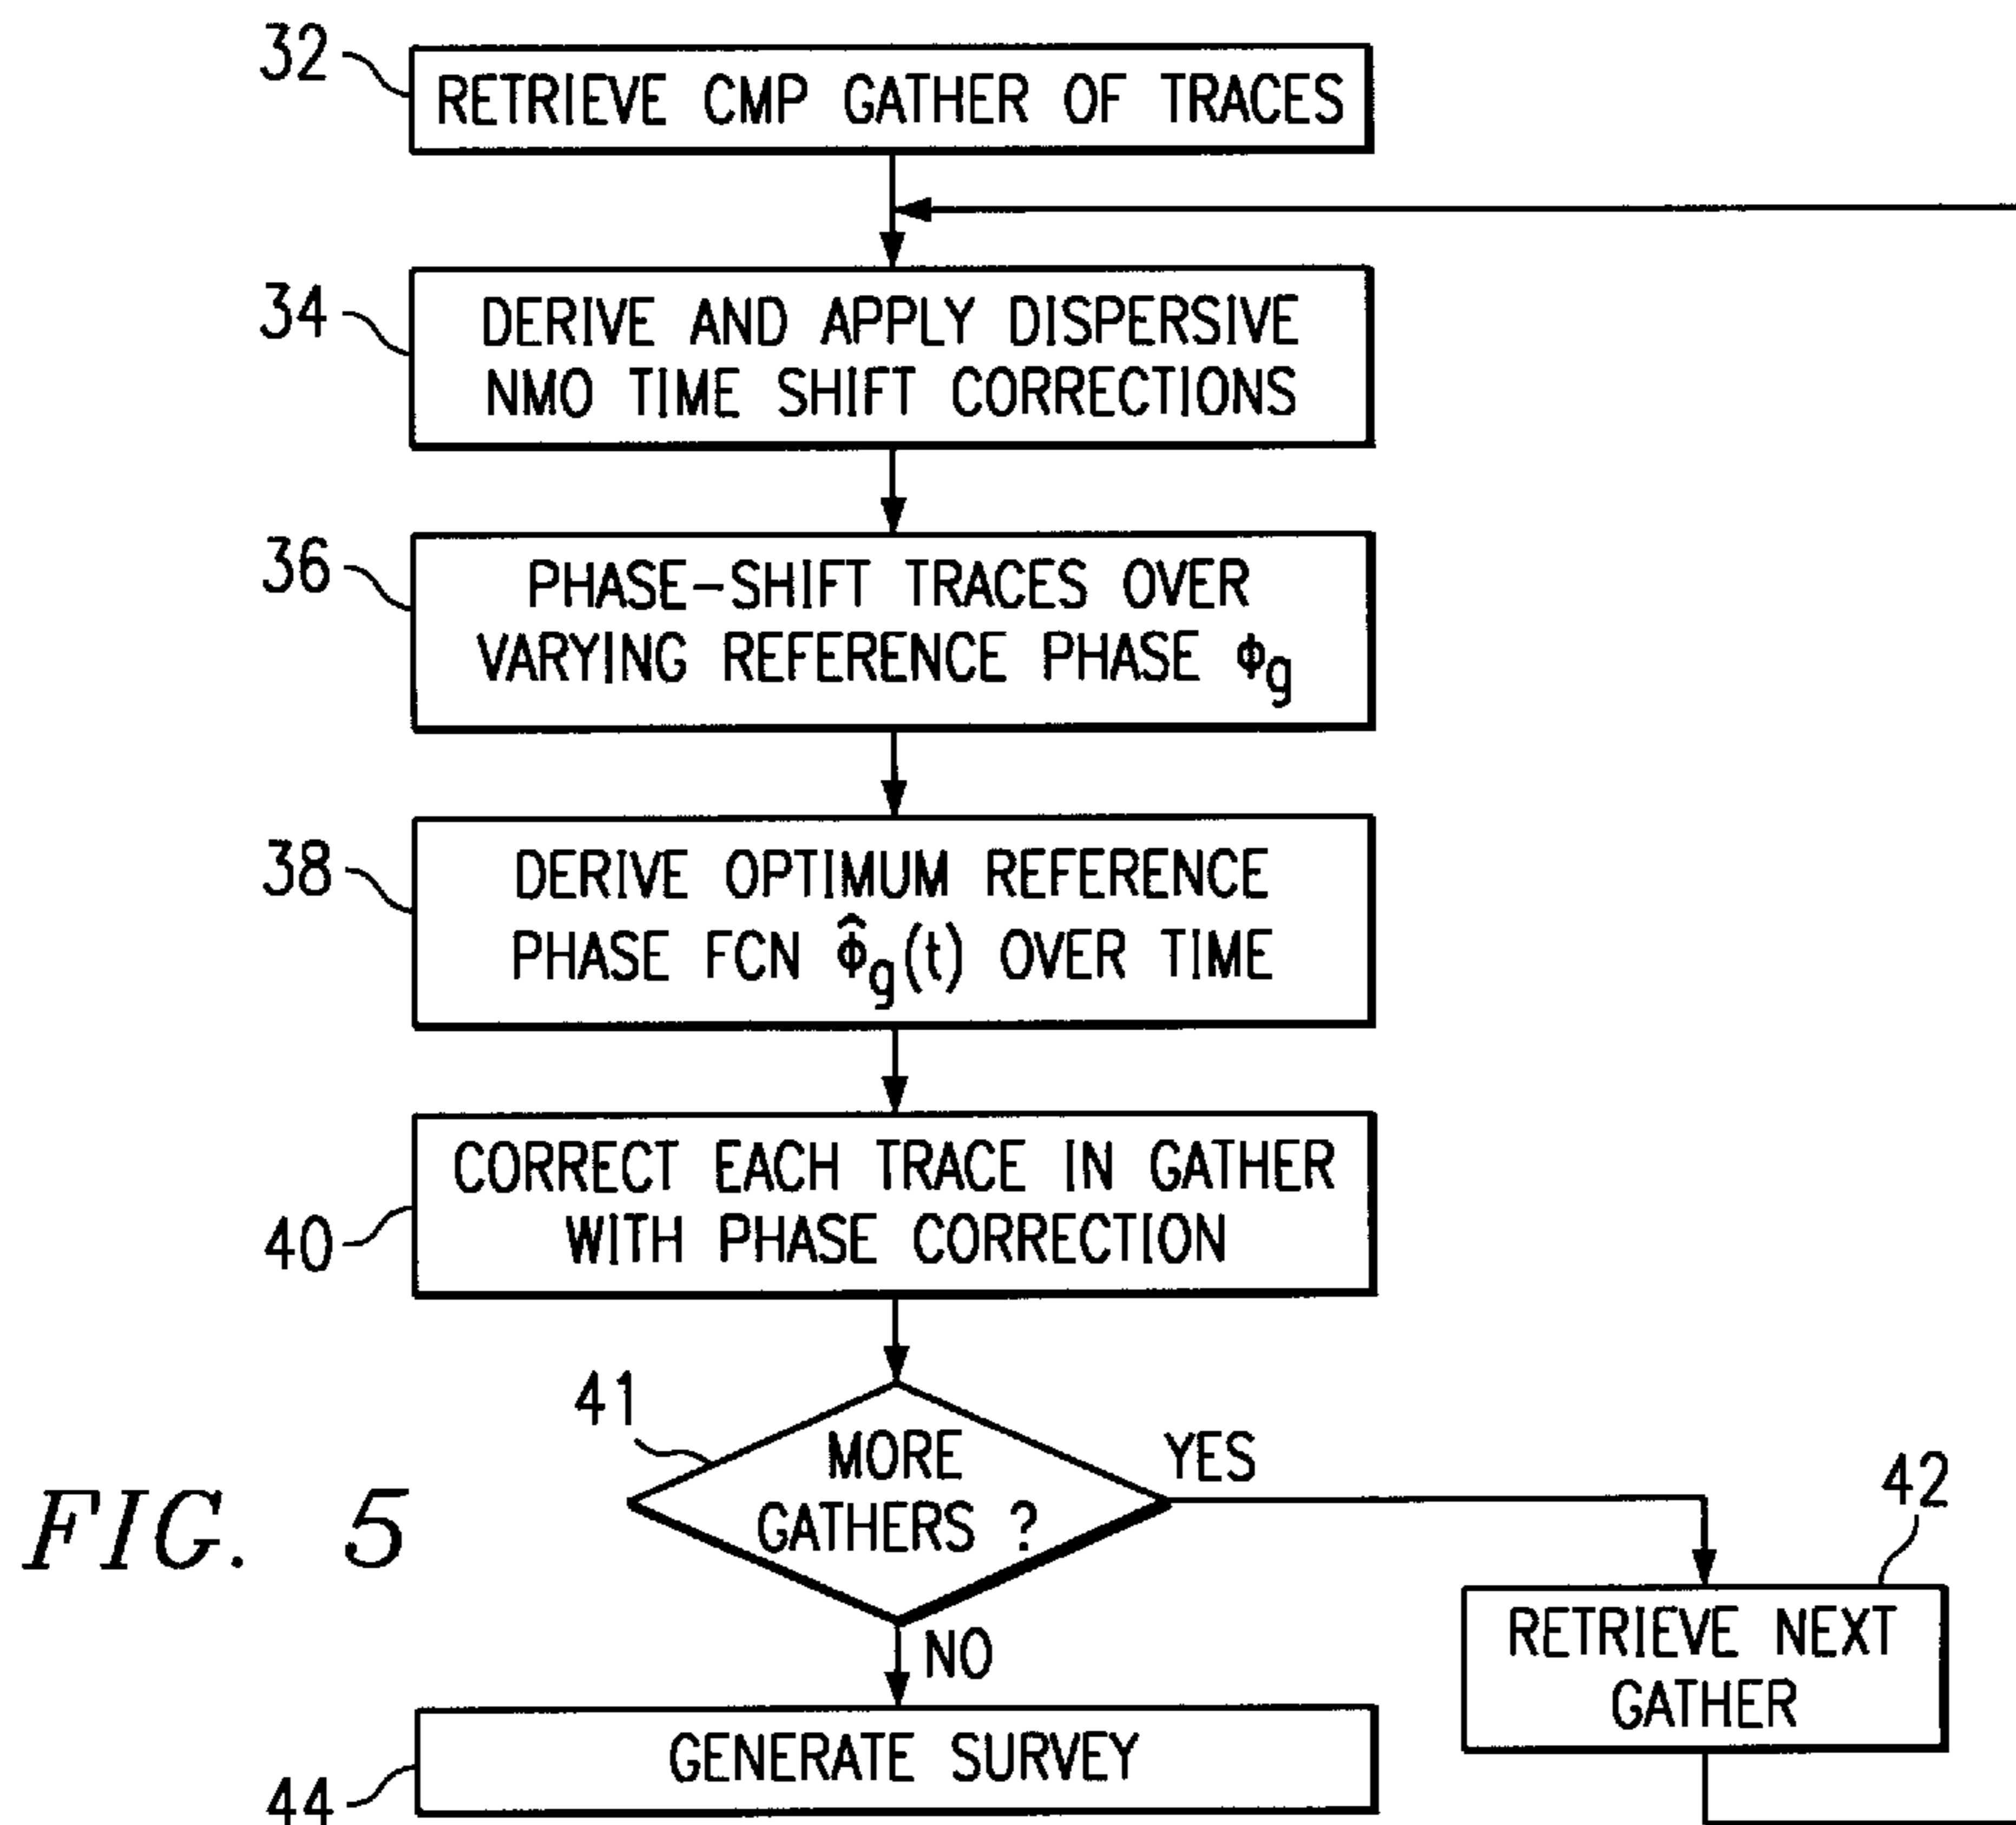 32
RETRIEVE CMP GATHER OF TRACES
34
DERIVE AND APPLY DISPERSIVE
NMO TIME SHIFT CORRECTIONS
36
PHASE-SHIFT TRACES OVER
VARYING REFERENCE PHASE ϕg
38
DERIVE OPTIMUM REFERENCE
PHASE FCN ϕ̂g(t) OVER TIME
40
CORRECT EACH TRACE IN GATHER
WITH PHASE CORRECTION
41
MORE
GATHERS ?
YES
NO
42
RETRIEVE NEXT
GATHER
44
GENERATE SURVEY
FIG. 5